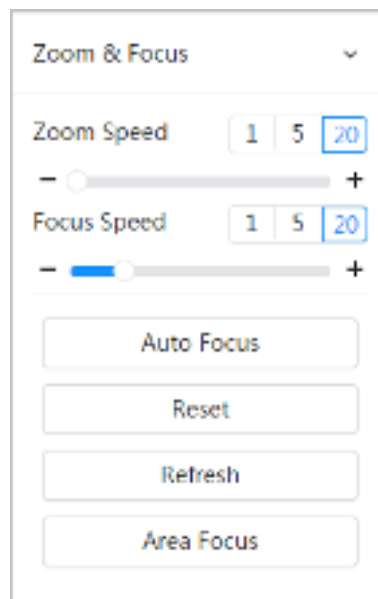 Zoom & Focus
Zoom Speed 1 5 20
− +
Focus Speed 1 5 20
− +
Auto Focus
Reset
Refresh
Area Focus